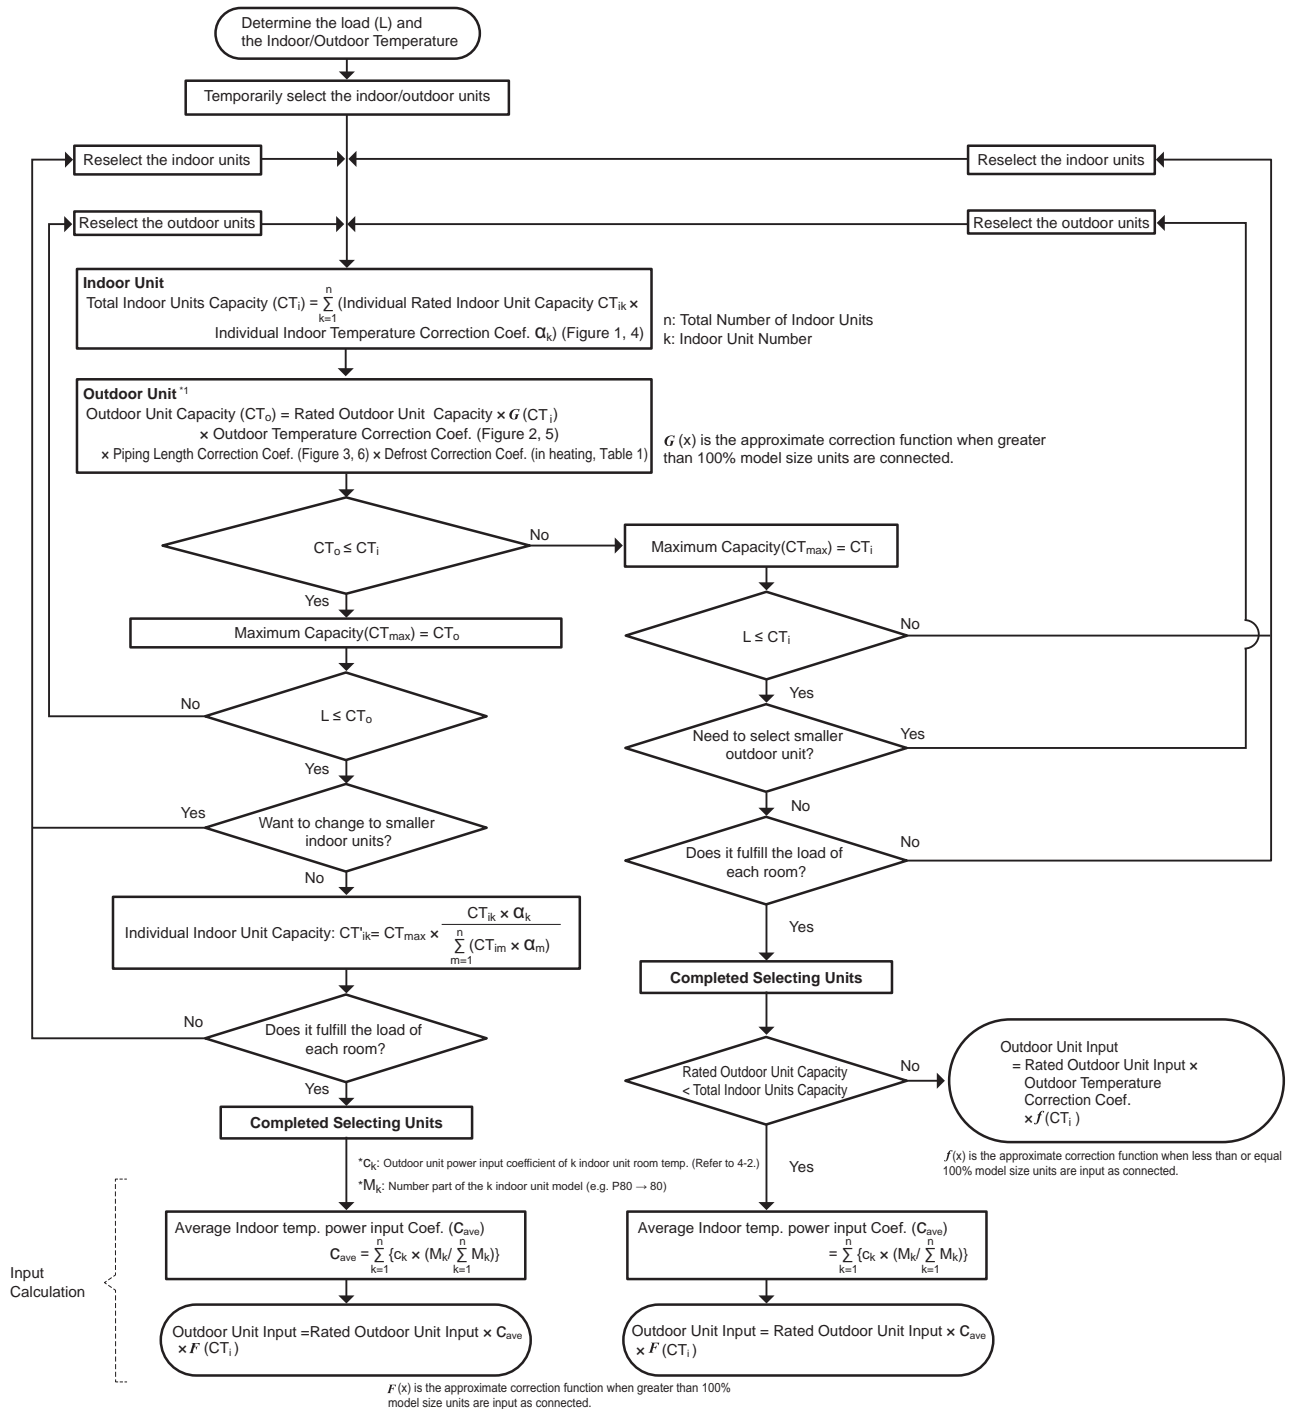 Determine the load (L) and
the Indoor/Outdoor Temperature
Temporarily select the indoor/outdoor units
Reselect the indoor units
Reselect the indoor units
Reselect the outdoor units
Reselect the outdoor units
Indoor Unit
Total Indoor Units Capacity (CTi) = n Σ k=1 (Individual Rated Indoor Unit Capacity CTik ×
Individual Indoor Temperature Correction Coef. αk) (Figure 1, 4)
n: Total Number of Indoor Units
k: Indoor Unit Number
Outdoor Unit *1
Outdoor Unit Capacity (CTo) = Rated Outdoor Unit Capacity × G (CTi)
× Outdoor Temperature Correction Coef. (Figure 2, 5)
× Piping Length Correction Coef. (Figure 3, 6) × Defrost Correction Coef. (in heating, Table 1)
G (x) is the approximate correction function when greater
than 100% model size units are connected.
CTo ≤ CTi
No
Yes
Maximum Capacity(CTmax) = CTi
Maximum Capacity(CTmax) = CTo
L ≤ CTi
No
Yes
L ≤ CTo
No
Yes
Need to select smaller
outdoor unit?
Yes
No
Want to change to smaller
indoor units?
Yes
No
Does it fulfill the load of
each room?
No
Yes
Individual Indoor Unit Capacity: CT'ik= CTmax × CTik × αk
n Σ m=1 (CTim × αm)
Completed Selecting Units
Does it fulfill the load of
each room?
No
Yes
Rated Outdoor Unit Capacity
< Total Indoor Units Capacity
No
Yes
Outdoor Unit Input
= Rated Outdoor Unit Input ×
Outdoor Temperature
Correction Coef.
×f (CTi)
f (x) is the approximate correction function when less than or equal
100% model size units are input as connected.
Completed Selecting Units
*ck: Outdoor unit power input coefficient of k indoor unit room temp. (Refer to 4-2.)
*Mk: Number part of the k indoor unit model (e.g. P80 → 80)
Average Indoor temp. power input Coef. (Cave)
Cave = n Σ k=1 {ck × (Mk/ n Σ k=1 Mk)}
Average Indoor temp. power input Coef. (Cave)
= n Σ k=1 {ck × (Mk/ n Σ k=1 Mk)}
Input
Calculation
Outdoor Unit Input =Rated Outdoor Unit Input × Cave
×F (CTi)
Outdoor Unit Input = Rated Outdoor Unit Input × Cave
× F (CTi)
F (x) is the approximate correction function when greater than 100%
model size units are input as connected.